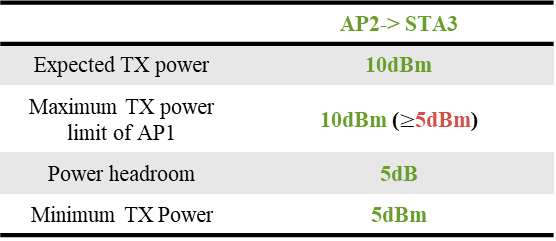 AP2-> STA3
Expected TX power 10dBm
Maximum TX power
limit of AP1 10dBm (≥5dBm)
Power headroom 5dB
Minimum TX Power 5dBm